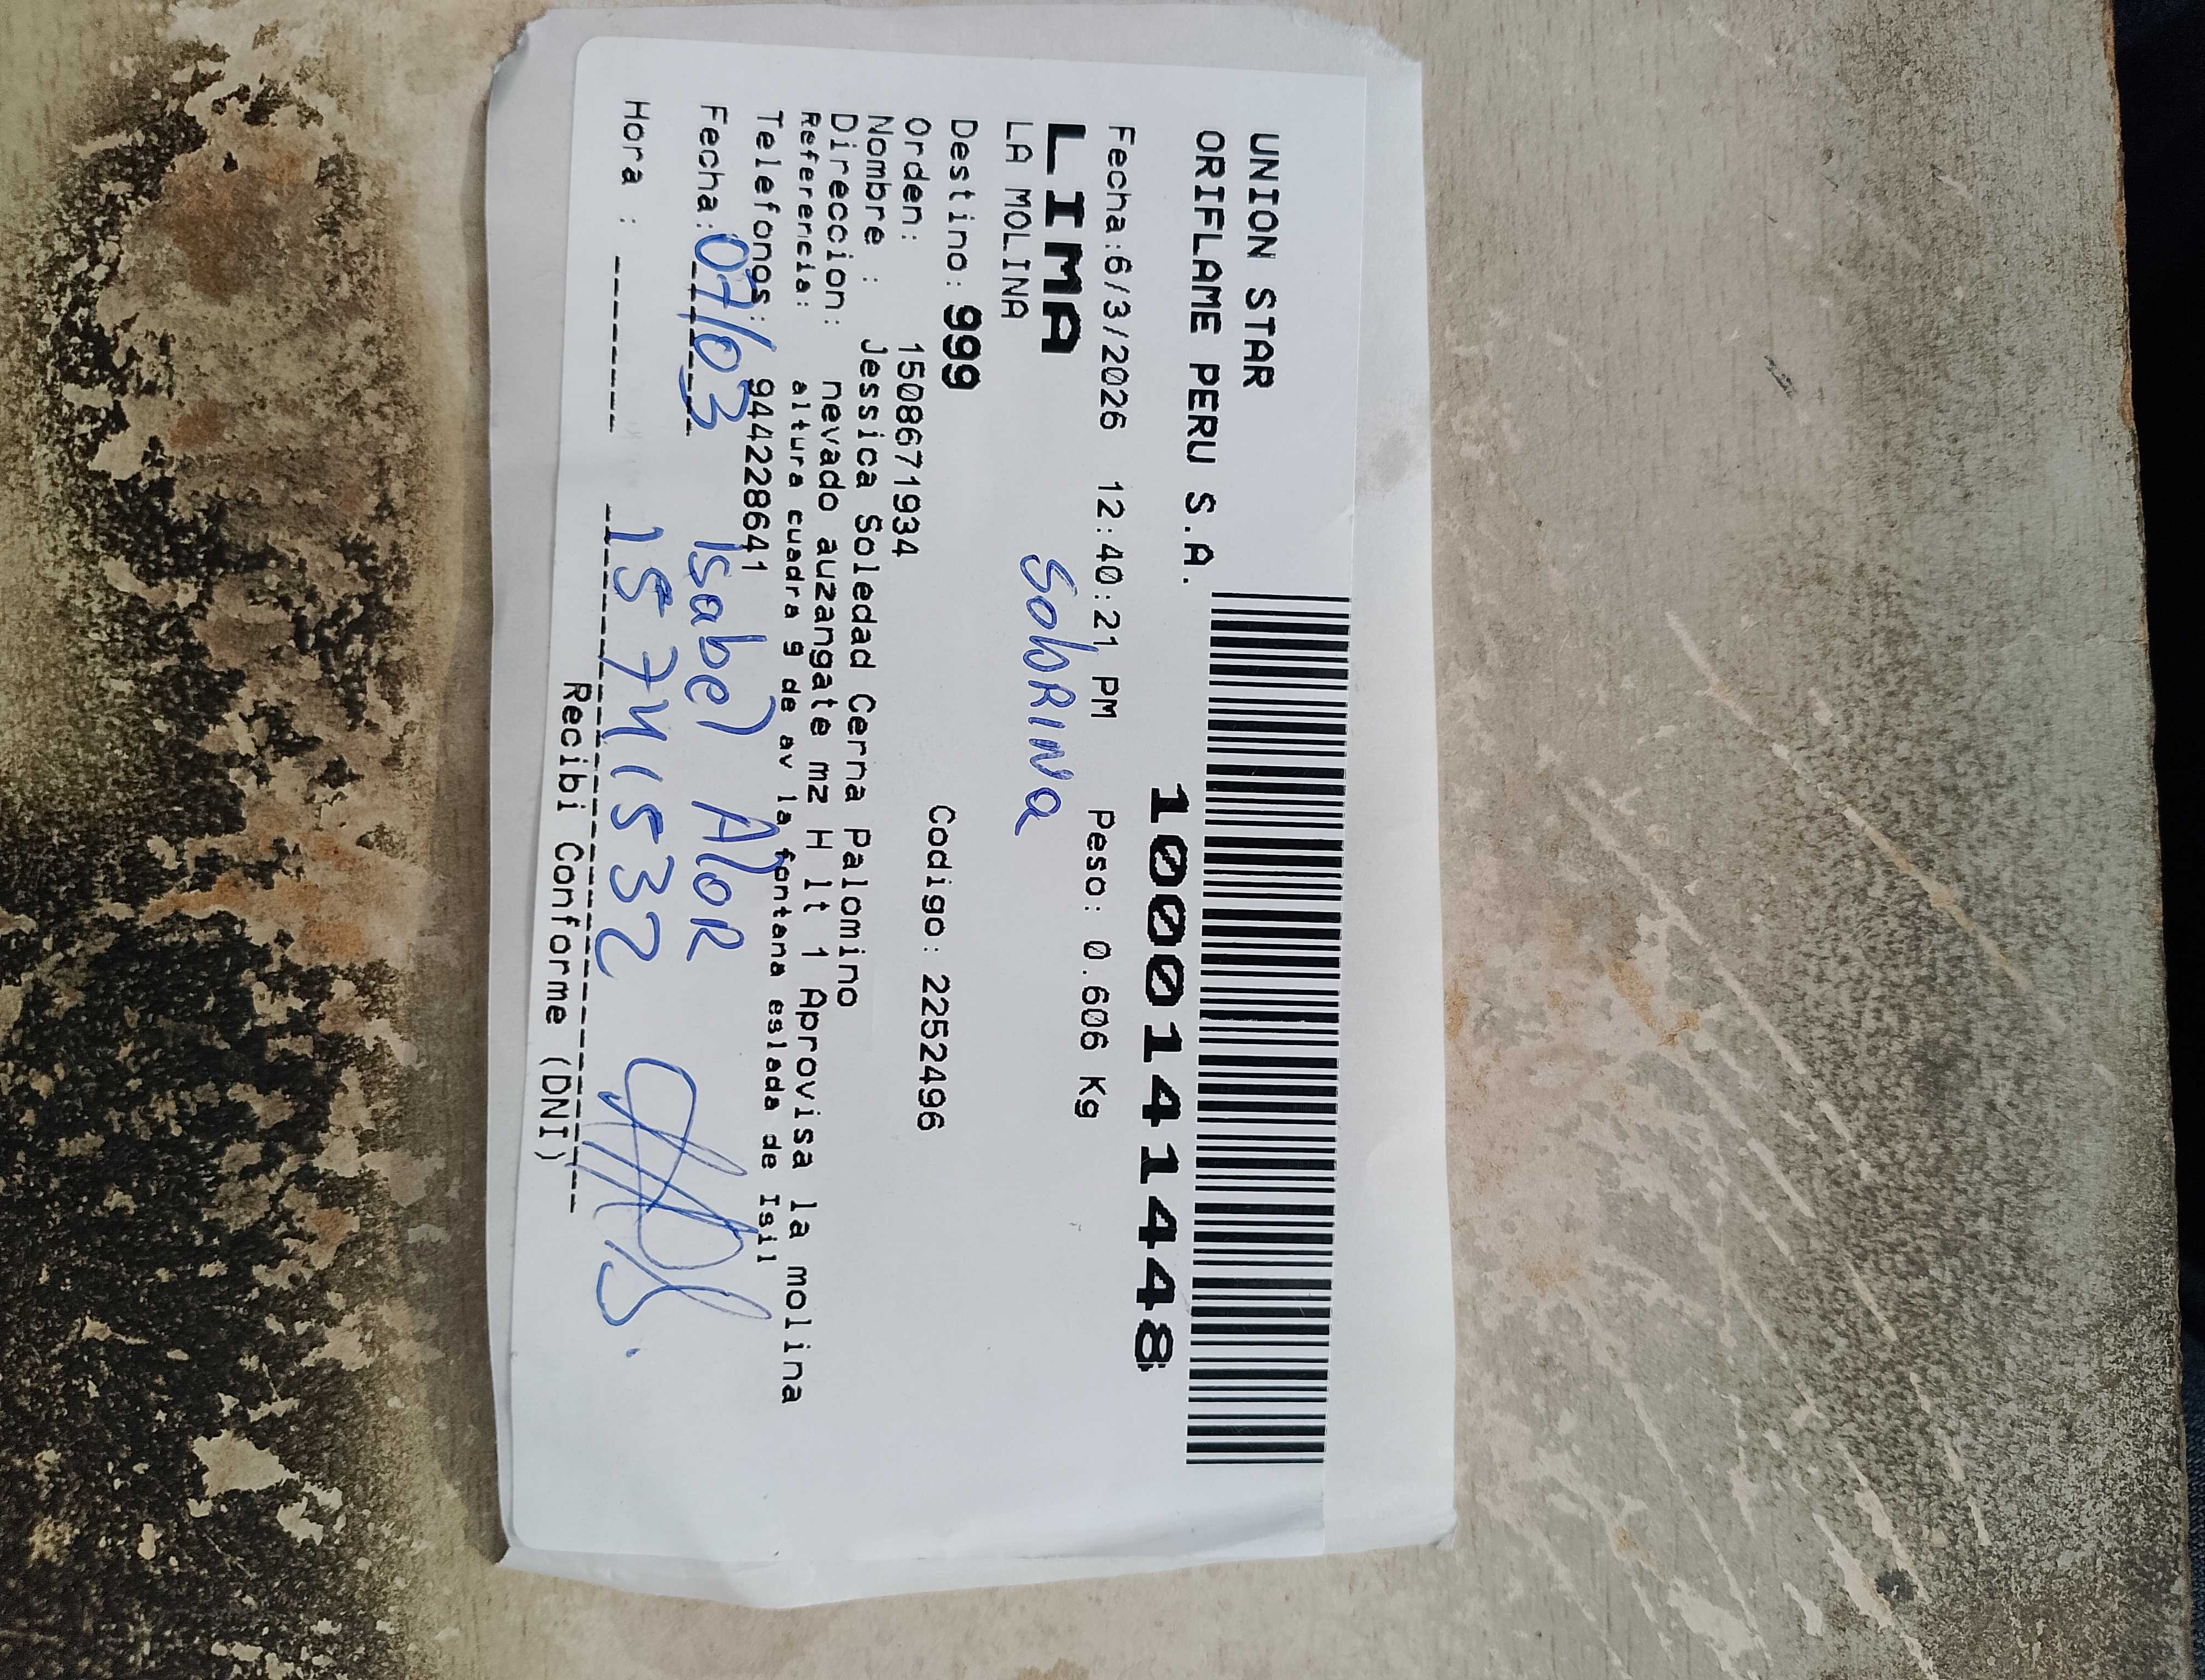 UNION STAR
ORIFLAME PERU S.A.
10001414448
Fecha:6/3/2026 12:40:21 PM Peso: 0.606 Kg
LIMA
LA MOLINA
SobRINa
Destino: 999
Orden: 1508671934 Codigo: 22522496
Nombre : Jessica Soledad Cerna Palomino
Direccion: nevado auzangate mz H lt 1 Aprovisa la molina
Referencia: altura cuadra 9 de av la fontana eslada de Isil
Telefonos: 944228641
Fecha: 07/03 Isabel AloR
Hora : 15741532
Recibi Conforme (DNI)